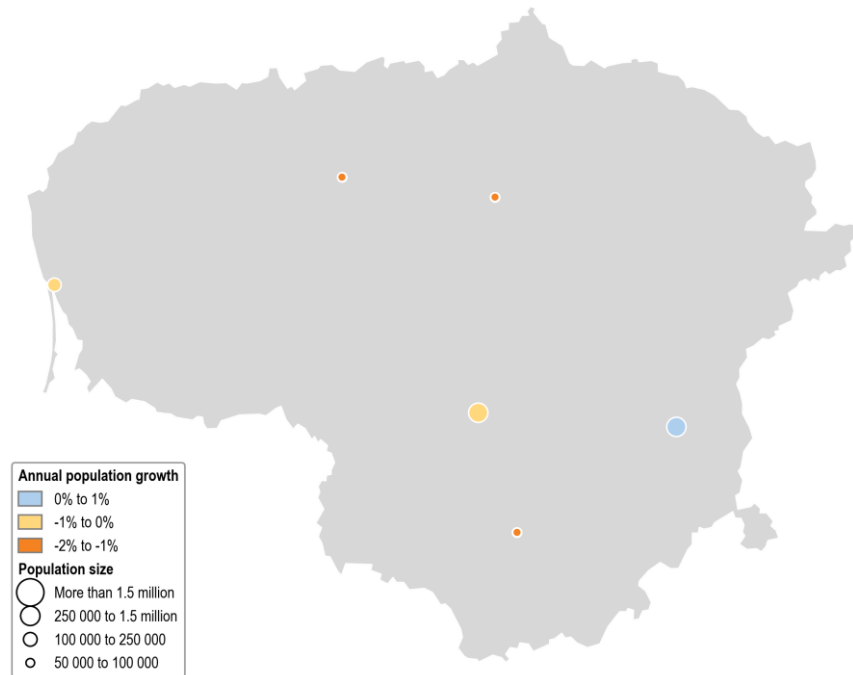 Annual population growth
0% to 1%
-1% to 0%
-2% to -1%
Population size
More than 1.5 million
250 000 to 1.5 million
100 000 to 250 000
50 000 to 100 000